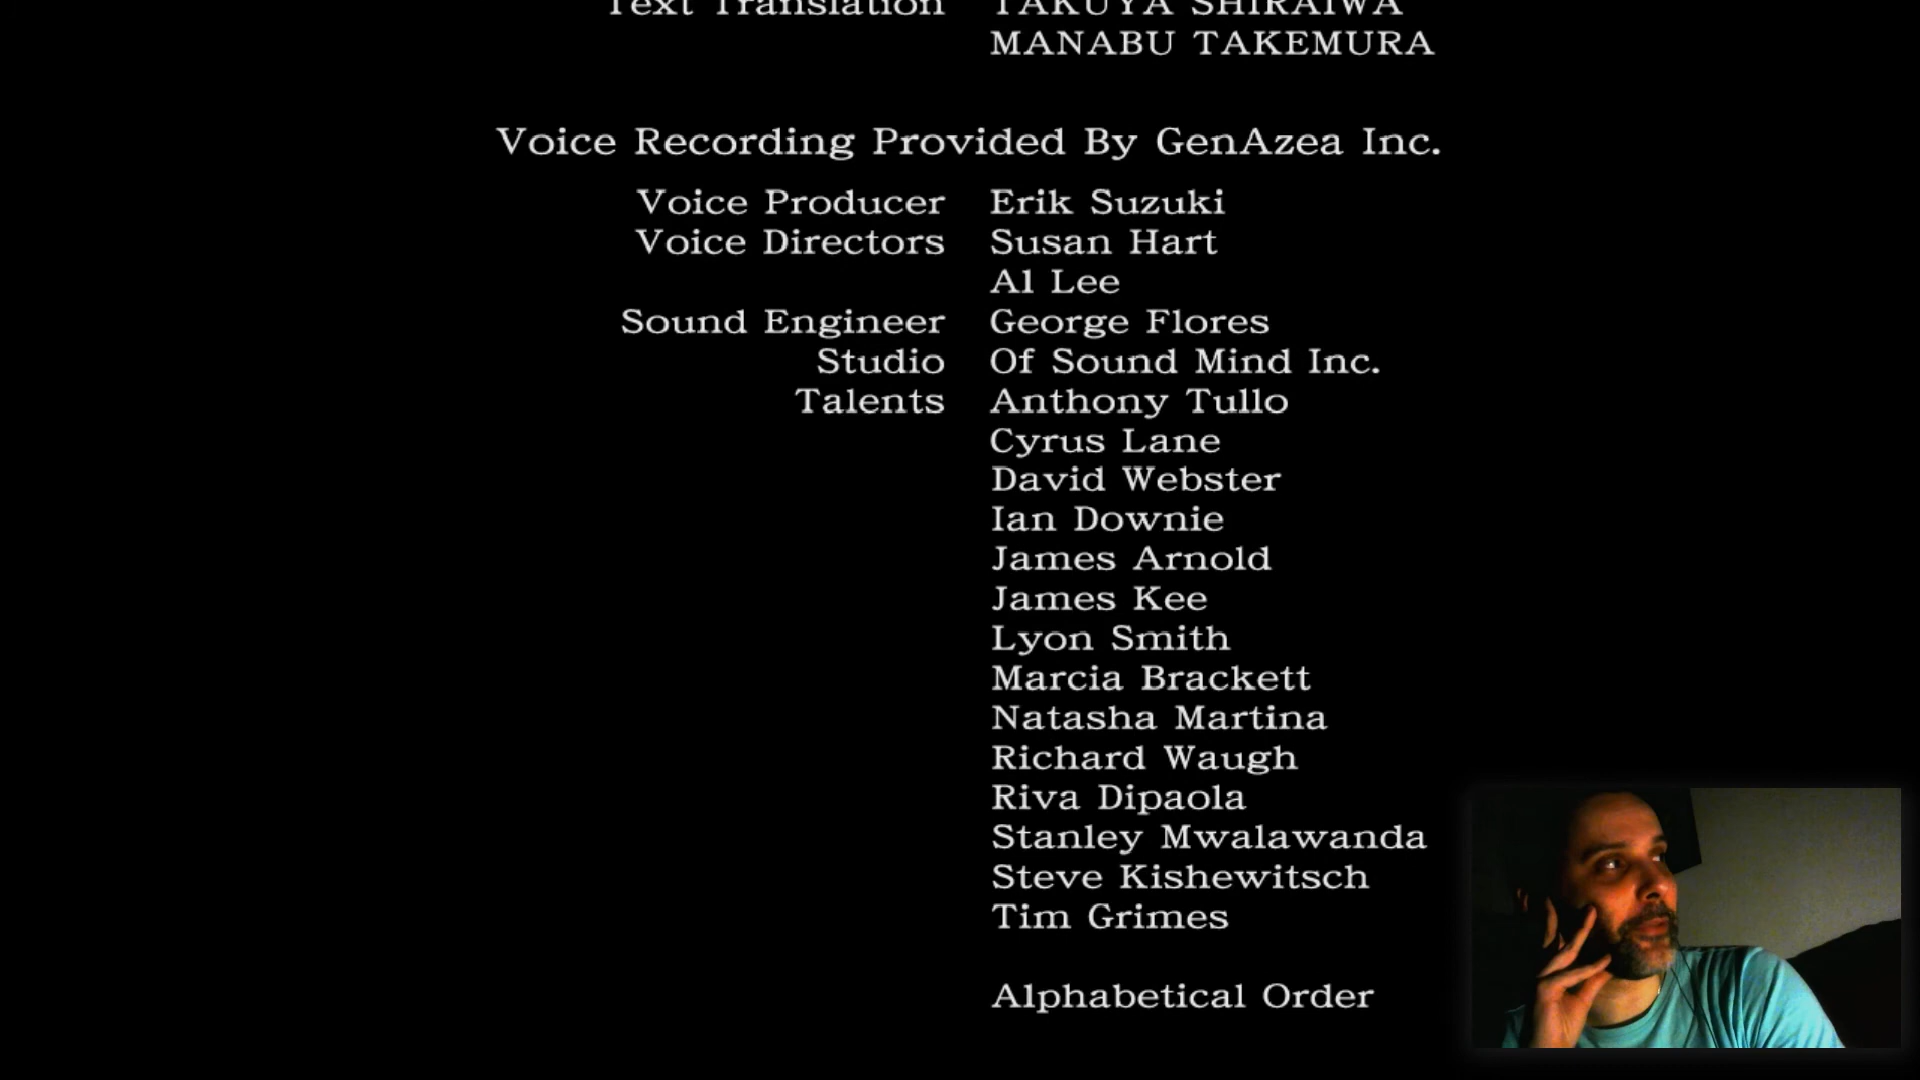 Text Translation TAKUYA SHIRAIWA
MANABU TAKEMURA
Voice Recording Provided By GenAzea Inc.
Voice Producer Erik Suzuki
Voice Directors Susan Hart
Al Lee
Sound Engineer George Flores
Studio Of Sound Mind Inc.
Talents Anthony Tullo
Cyrus Lane
David Webster
Ian Downie
James Arnold
James Kee
Lyon Smith
Marcia Brackett
Natasha Martina
Richard Waugh
Riva Dipaola
Stanley Mwalawanda
Steve Kishewitsch
Tim Grimes
Alphabetical Order